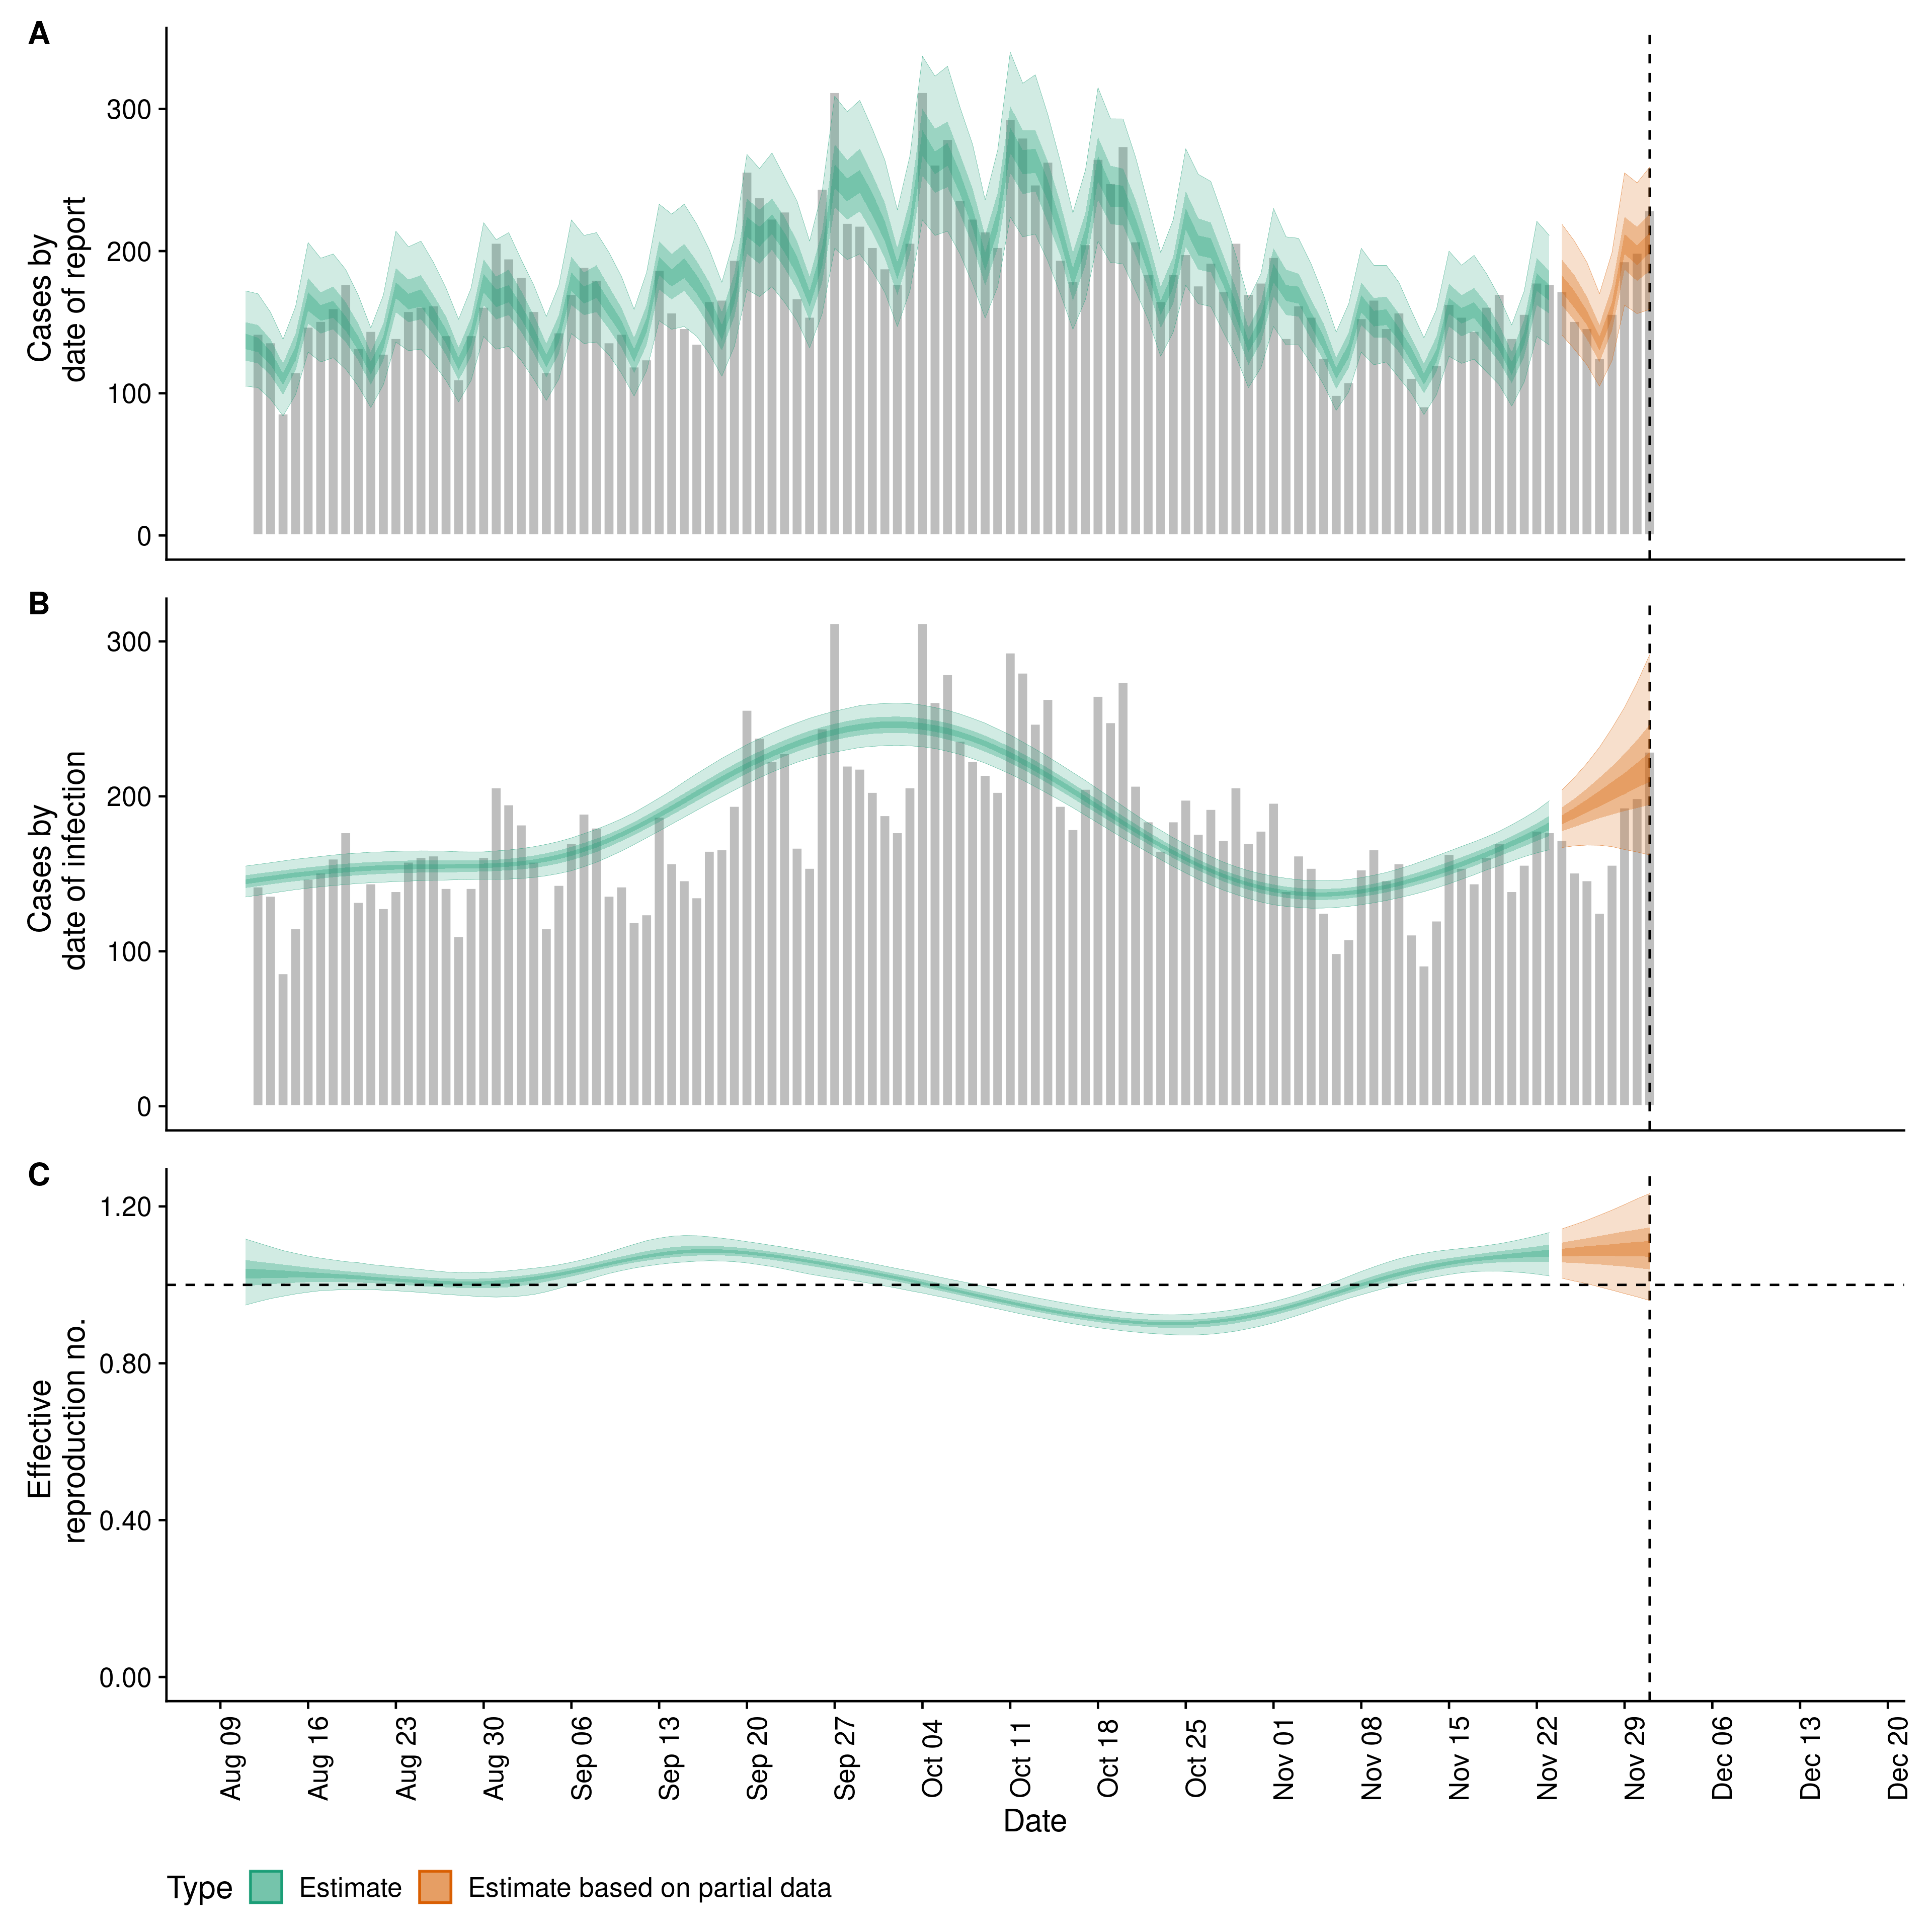 A
Cases by
date of report
300
200
100
0
B
Cases by
date of infection
300
200
100
0
C
Effective
reproduction no.
1.20
0.80
0.40
0.00
Aug 09
Aug 16
Aug 23
Aug 30
Sep 06
Sep 13
Sep 20
Sep 27
Oct 04
Oct 11
Oct 18
Oct 25
Nov 01
Nov 08
Nov 15
Nov 22
Nov 29
Dec 06
Dec 13
Dec 20
Date
Type Estimate Estimate based on partial data